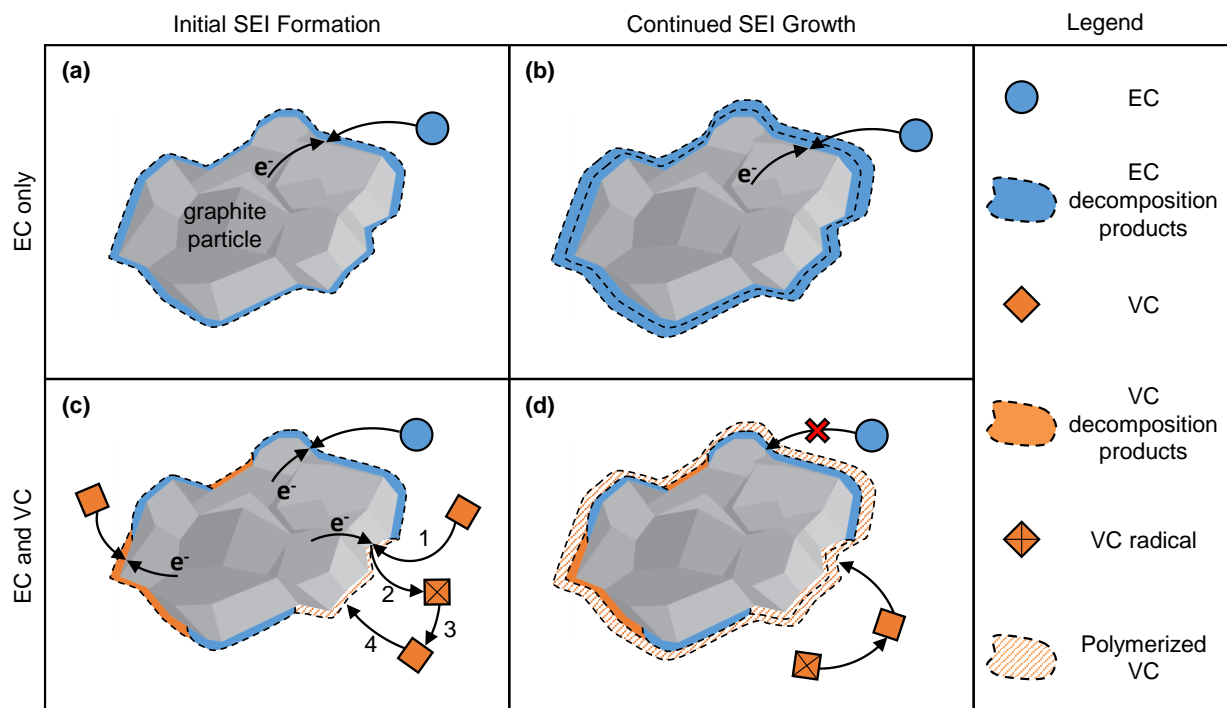 Initial SEI Formation
Continued SEI Growth
Legend
EC only
(a)
e-
graphite
particle
(b)
e-
EC
EC
decomposition
products
VC
EC and VC
(c)
e-
e-
e-
1
2
3
4
(d)
VC
decomposition
products
VC radical
Polymerized
VC